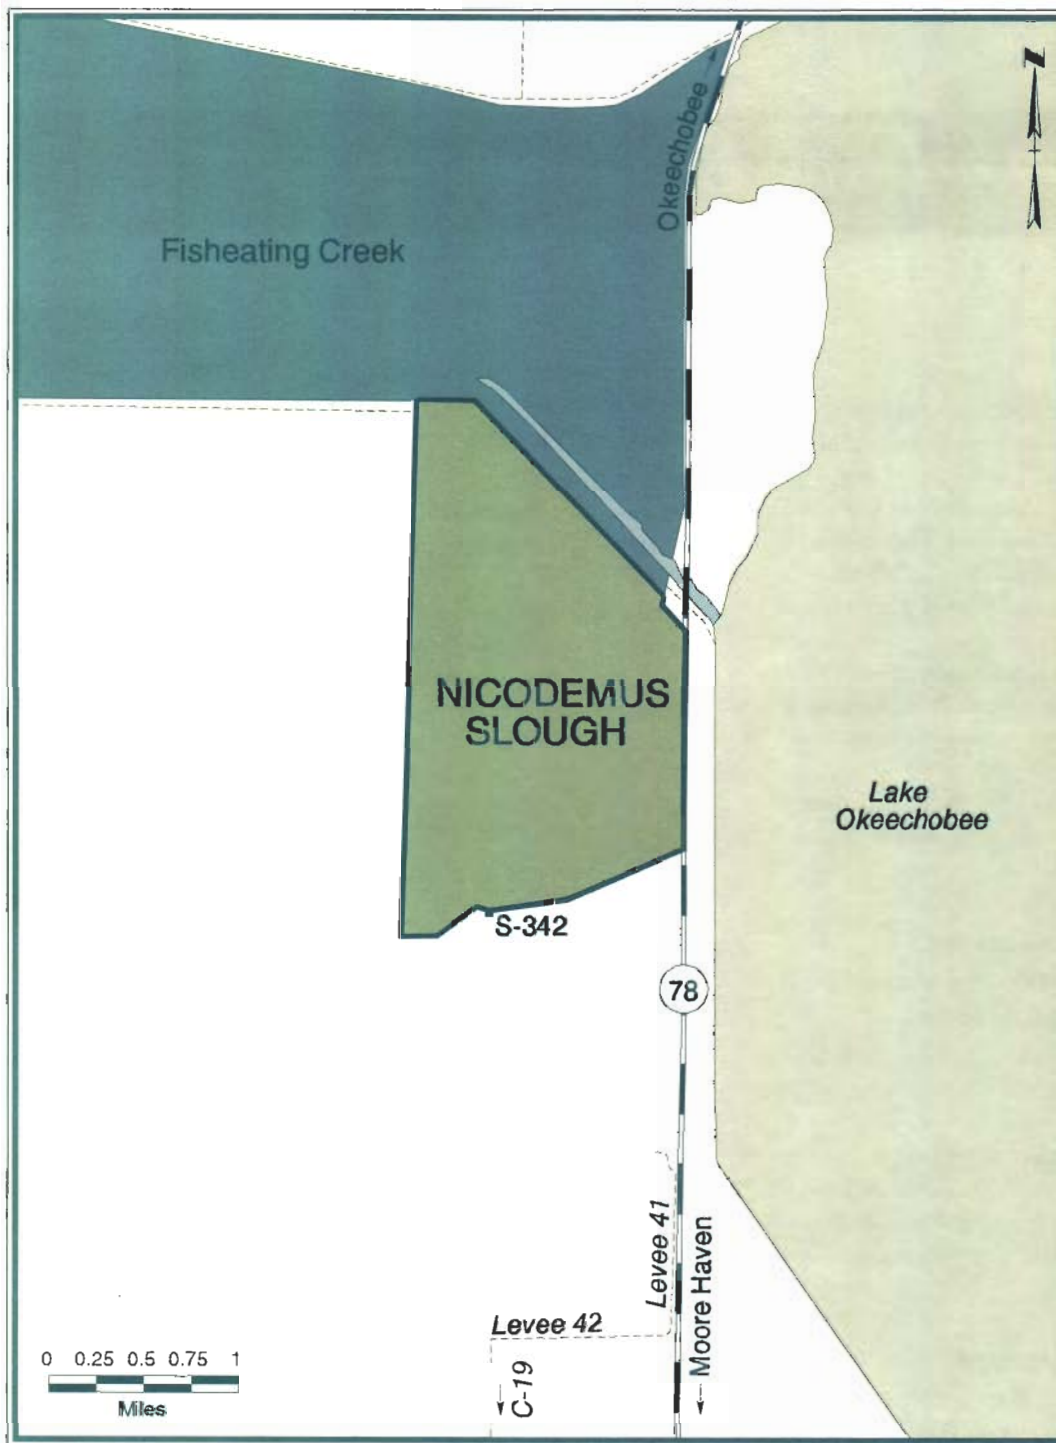 N
Okeechobee
Fisheating Creek
NICODEMUS
SLOUGH
Lake
Okeechobee
S-342
78
Levee 41
Moore Haven
Levee 42
C-19
0 0.25 0.5 0.75 1
Miles